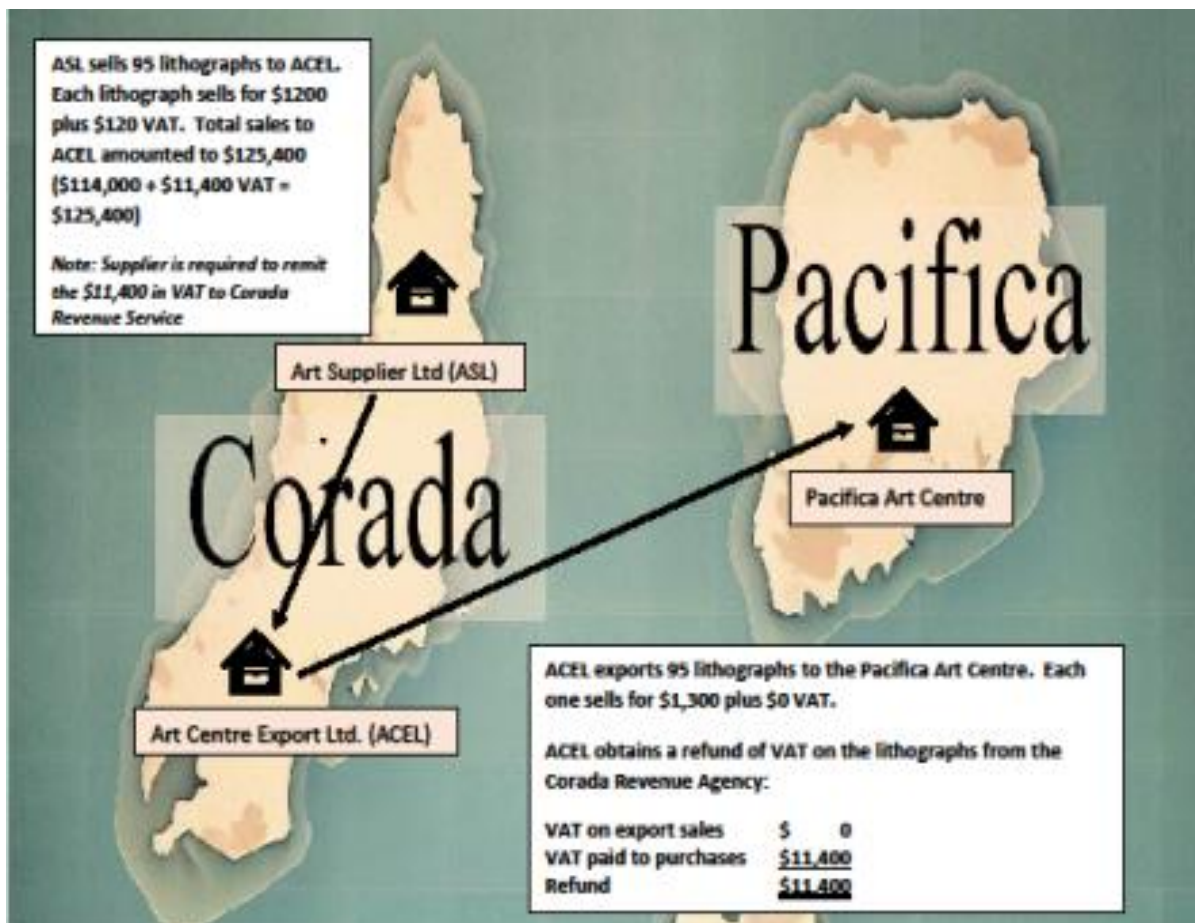 ASL sells 95 lithographs to ACEL.
Each lithograph sells for $1200
plus $120 VAT. Total sales to
ACEL amounted to $125,400
($114,000 + $11,400 VAT =
$125,400)
Note: Supplier is required to remit
the $11,400 in VAT to Corada
Revenue Service
Art Supplier Ltd (ASL)
Corada
Art Centre Export Ltd. (ACEL)
Pacifica
Pacifica Art Centre
ACEL exports 95 lithographs to the Pacifica Art Centre. Each
one sells for $1,300 plus $0 VAT.
ACEL obtains a refund of VAT on the lithographs from the
Corada Revenue Agency:
VAT on export sales $ 0
VAT paid to purchases $11,400
Refund $11,400